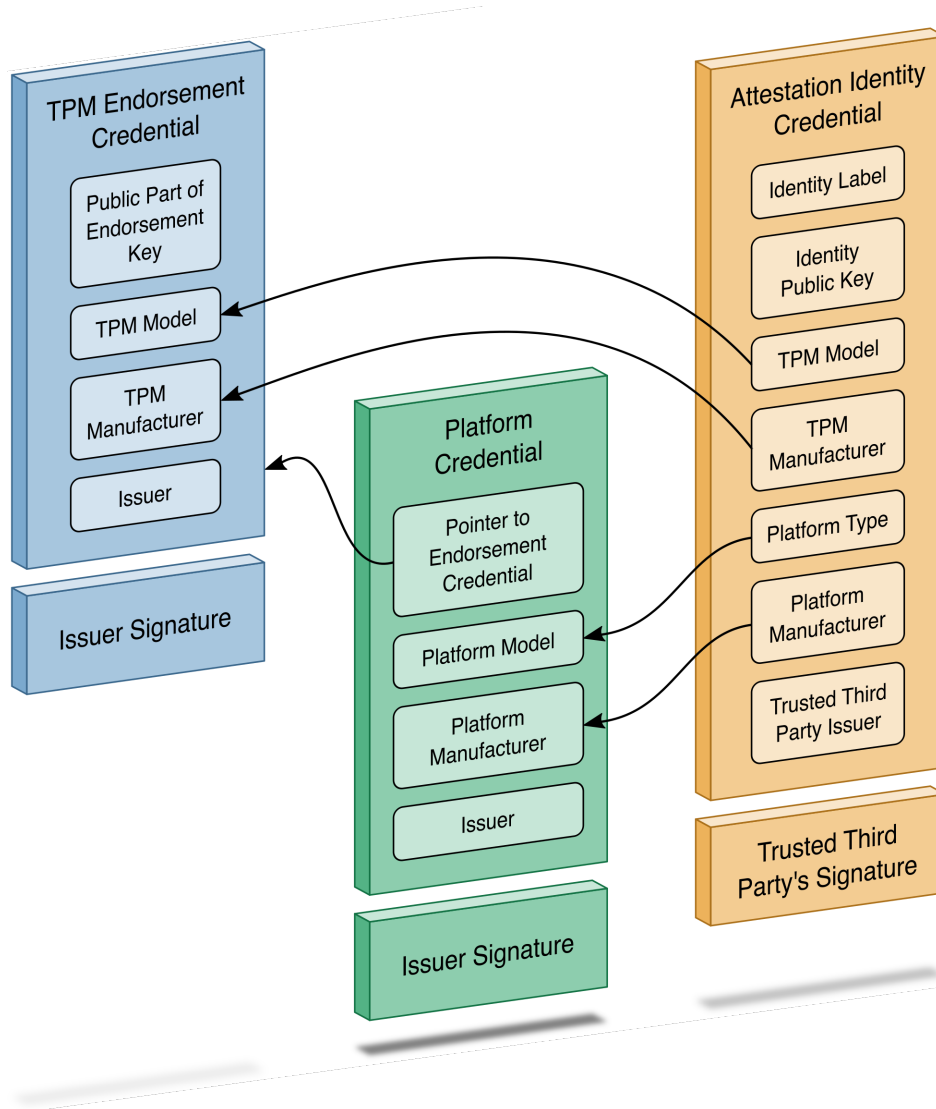 TPM Endorsement
Credential
Public Part of
Endorsement
Key
TPM Model
TPM
Manufacturer
Issuer
Issuer Signature
Platform
Credential
Pointer to
Endorsement
Credential
Platform Model
Platform
Manufacturer
Issuer
Issuer Signature
Attestation Identity
Credential
Identity Label
Identity
Public Key
TPM Model
TPM
Manufacturer
Platform Type
Platform
Manufacturer
Trusted Third
Party Issuer
Trusted Third
Party's Signature